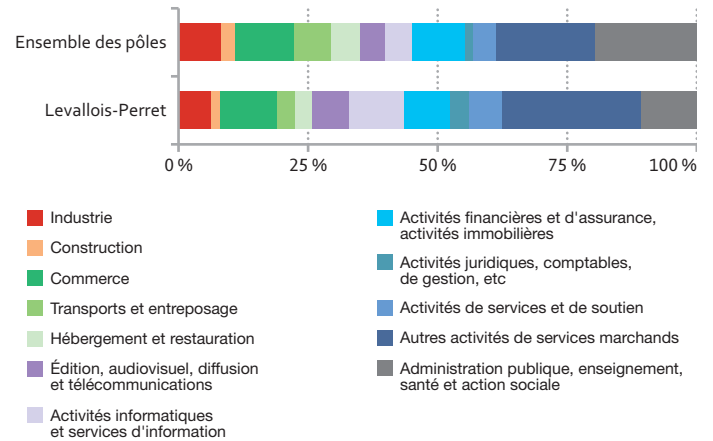 Ensemble des pôles
Levallois-Perret
0 % 25 % 50 % 75 % 100 %
Industrie
Construction
Commerce
Transports et entreposage
Hébergement et restauration
Édition, audiovisuel, diffusion
et télécommunications
Activités informatiques
et services d'information
Activités financières et d'assurance,
activités immobilières
Activités juridiques, comptables,
de gestion, etc
Activités de services et de soutien
Autres activités de services marchands
Administration publique, enseignement,
santé et action sociale